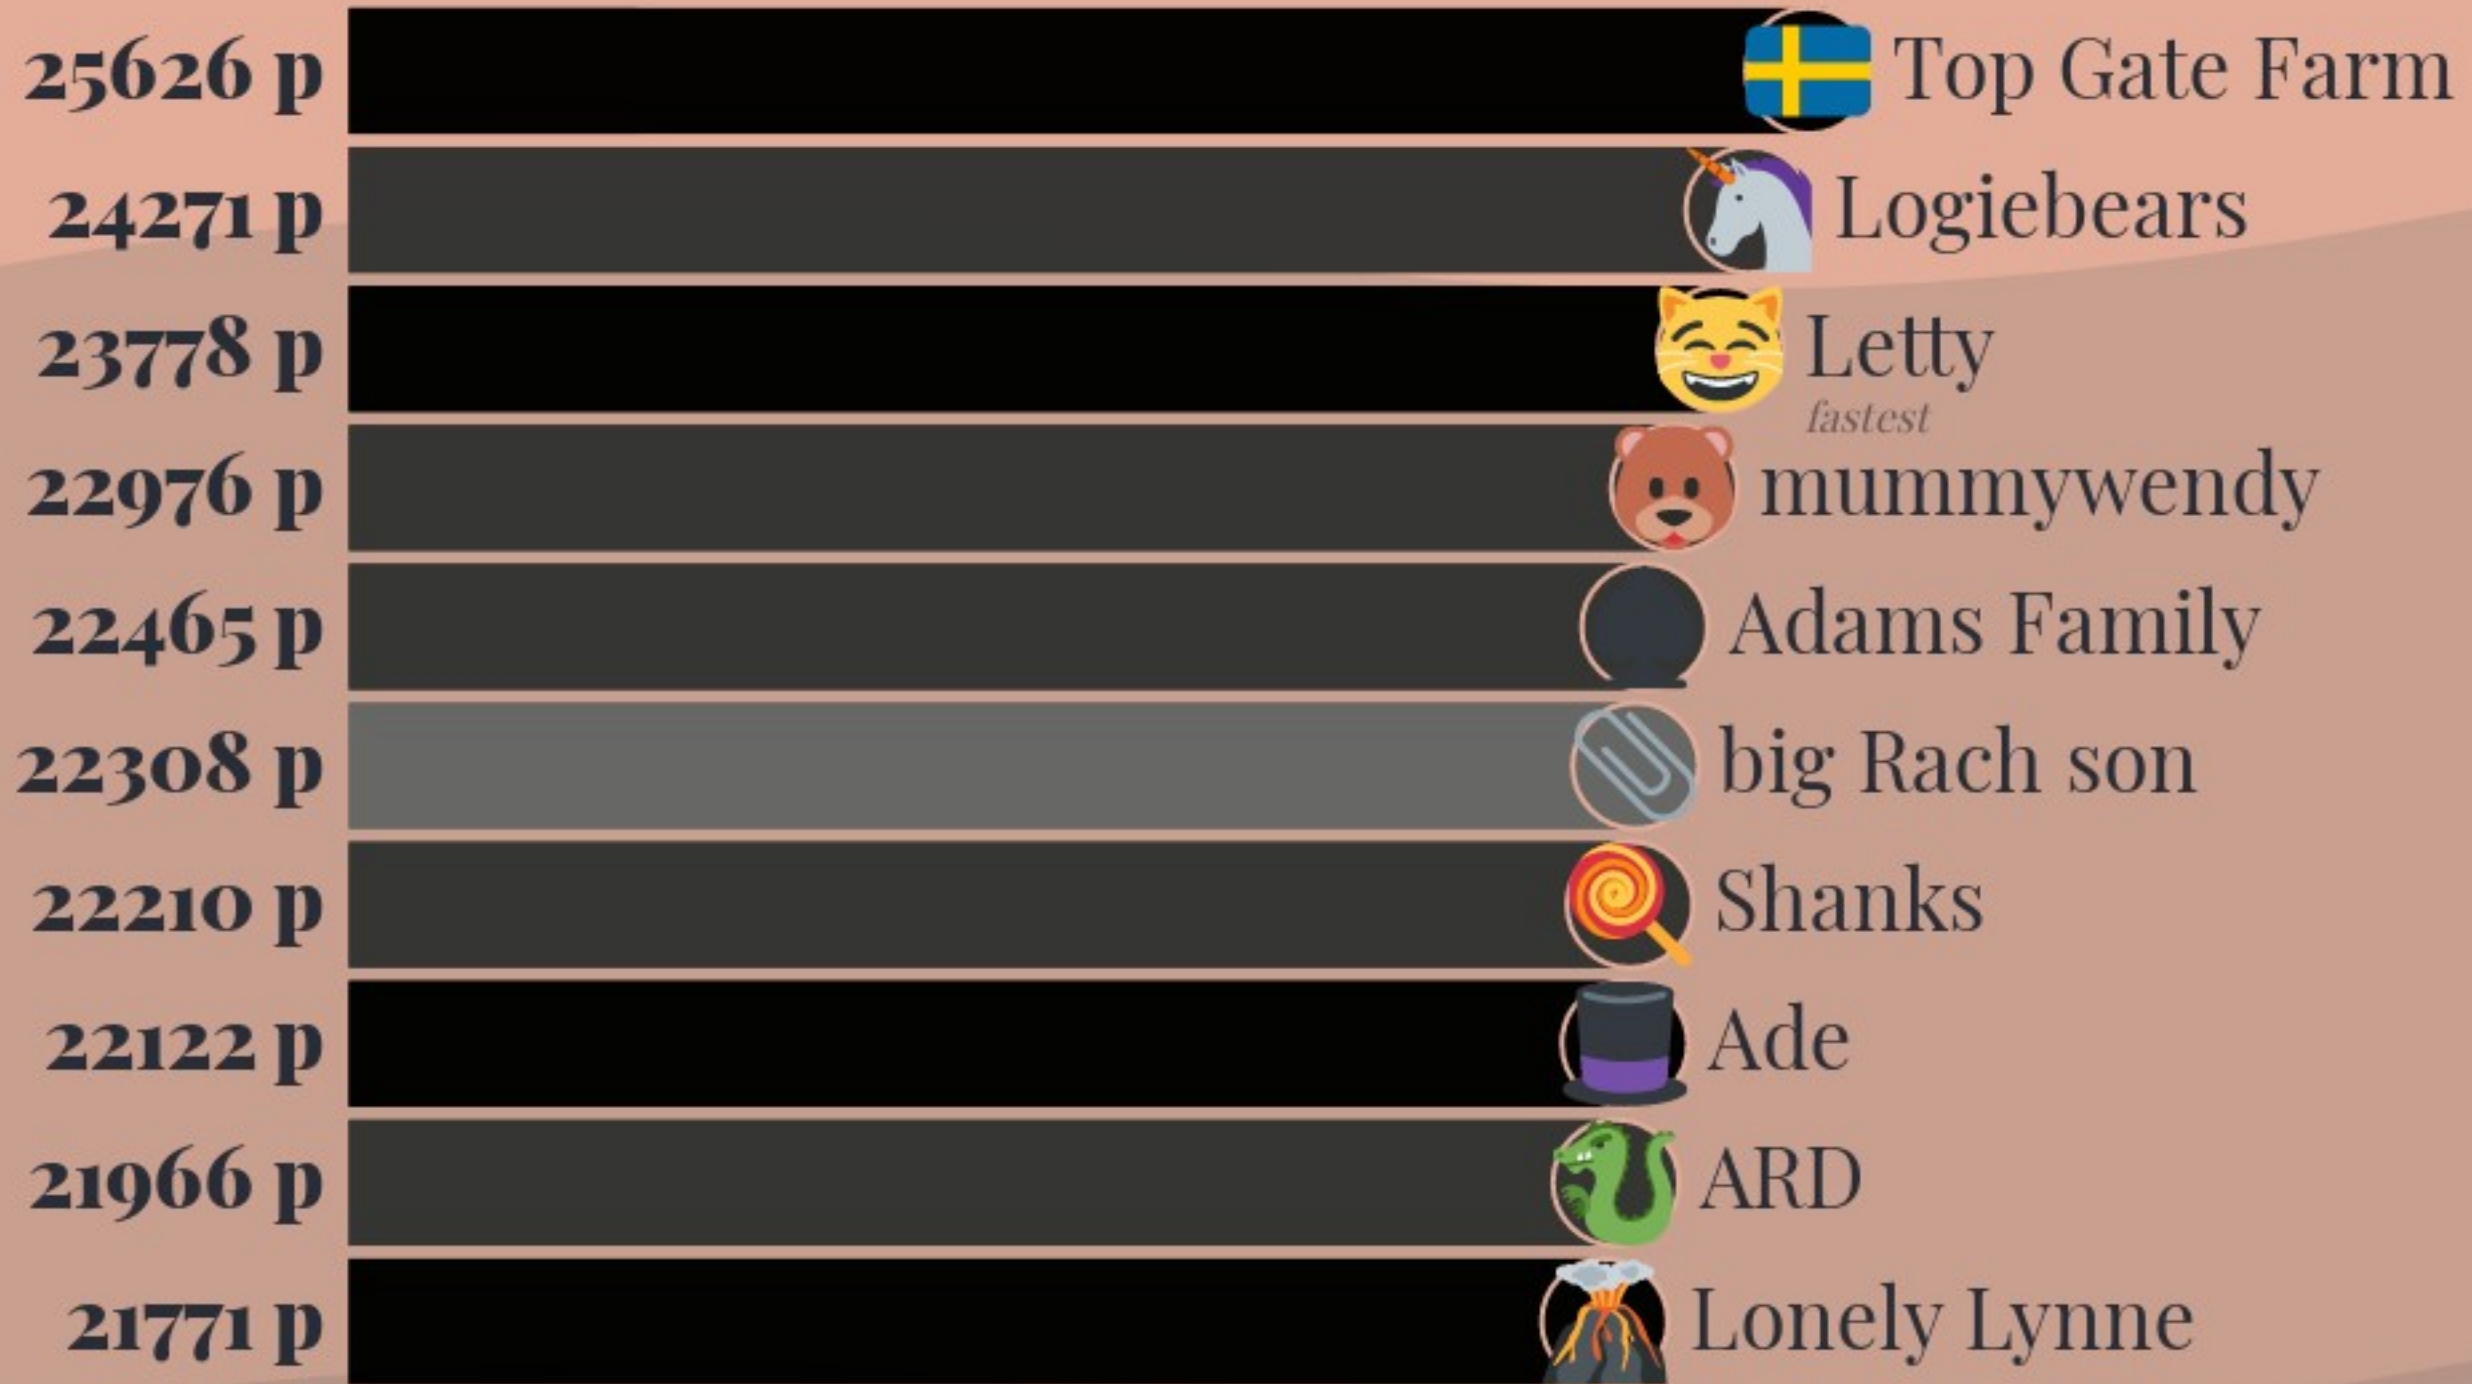 25626 p Top Gate Farm
24271 p Logiebears
23778 p Letty
fastest
22976 p mummywendy
22465 p Adams Family
22308 p big Rach son
22210 p Shanks
22122 p Ade
21966 p ARD
21771 p Lonely Lynne